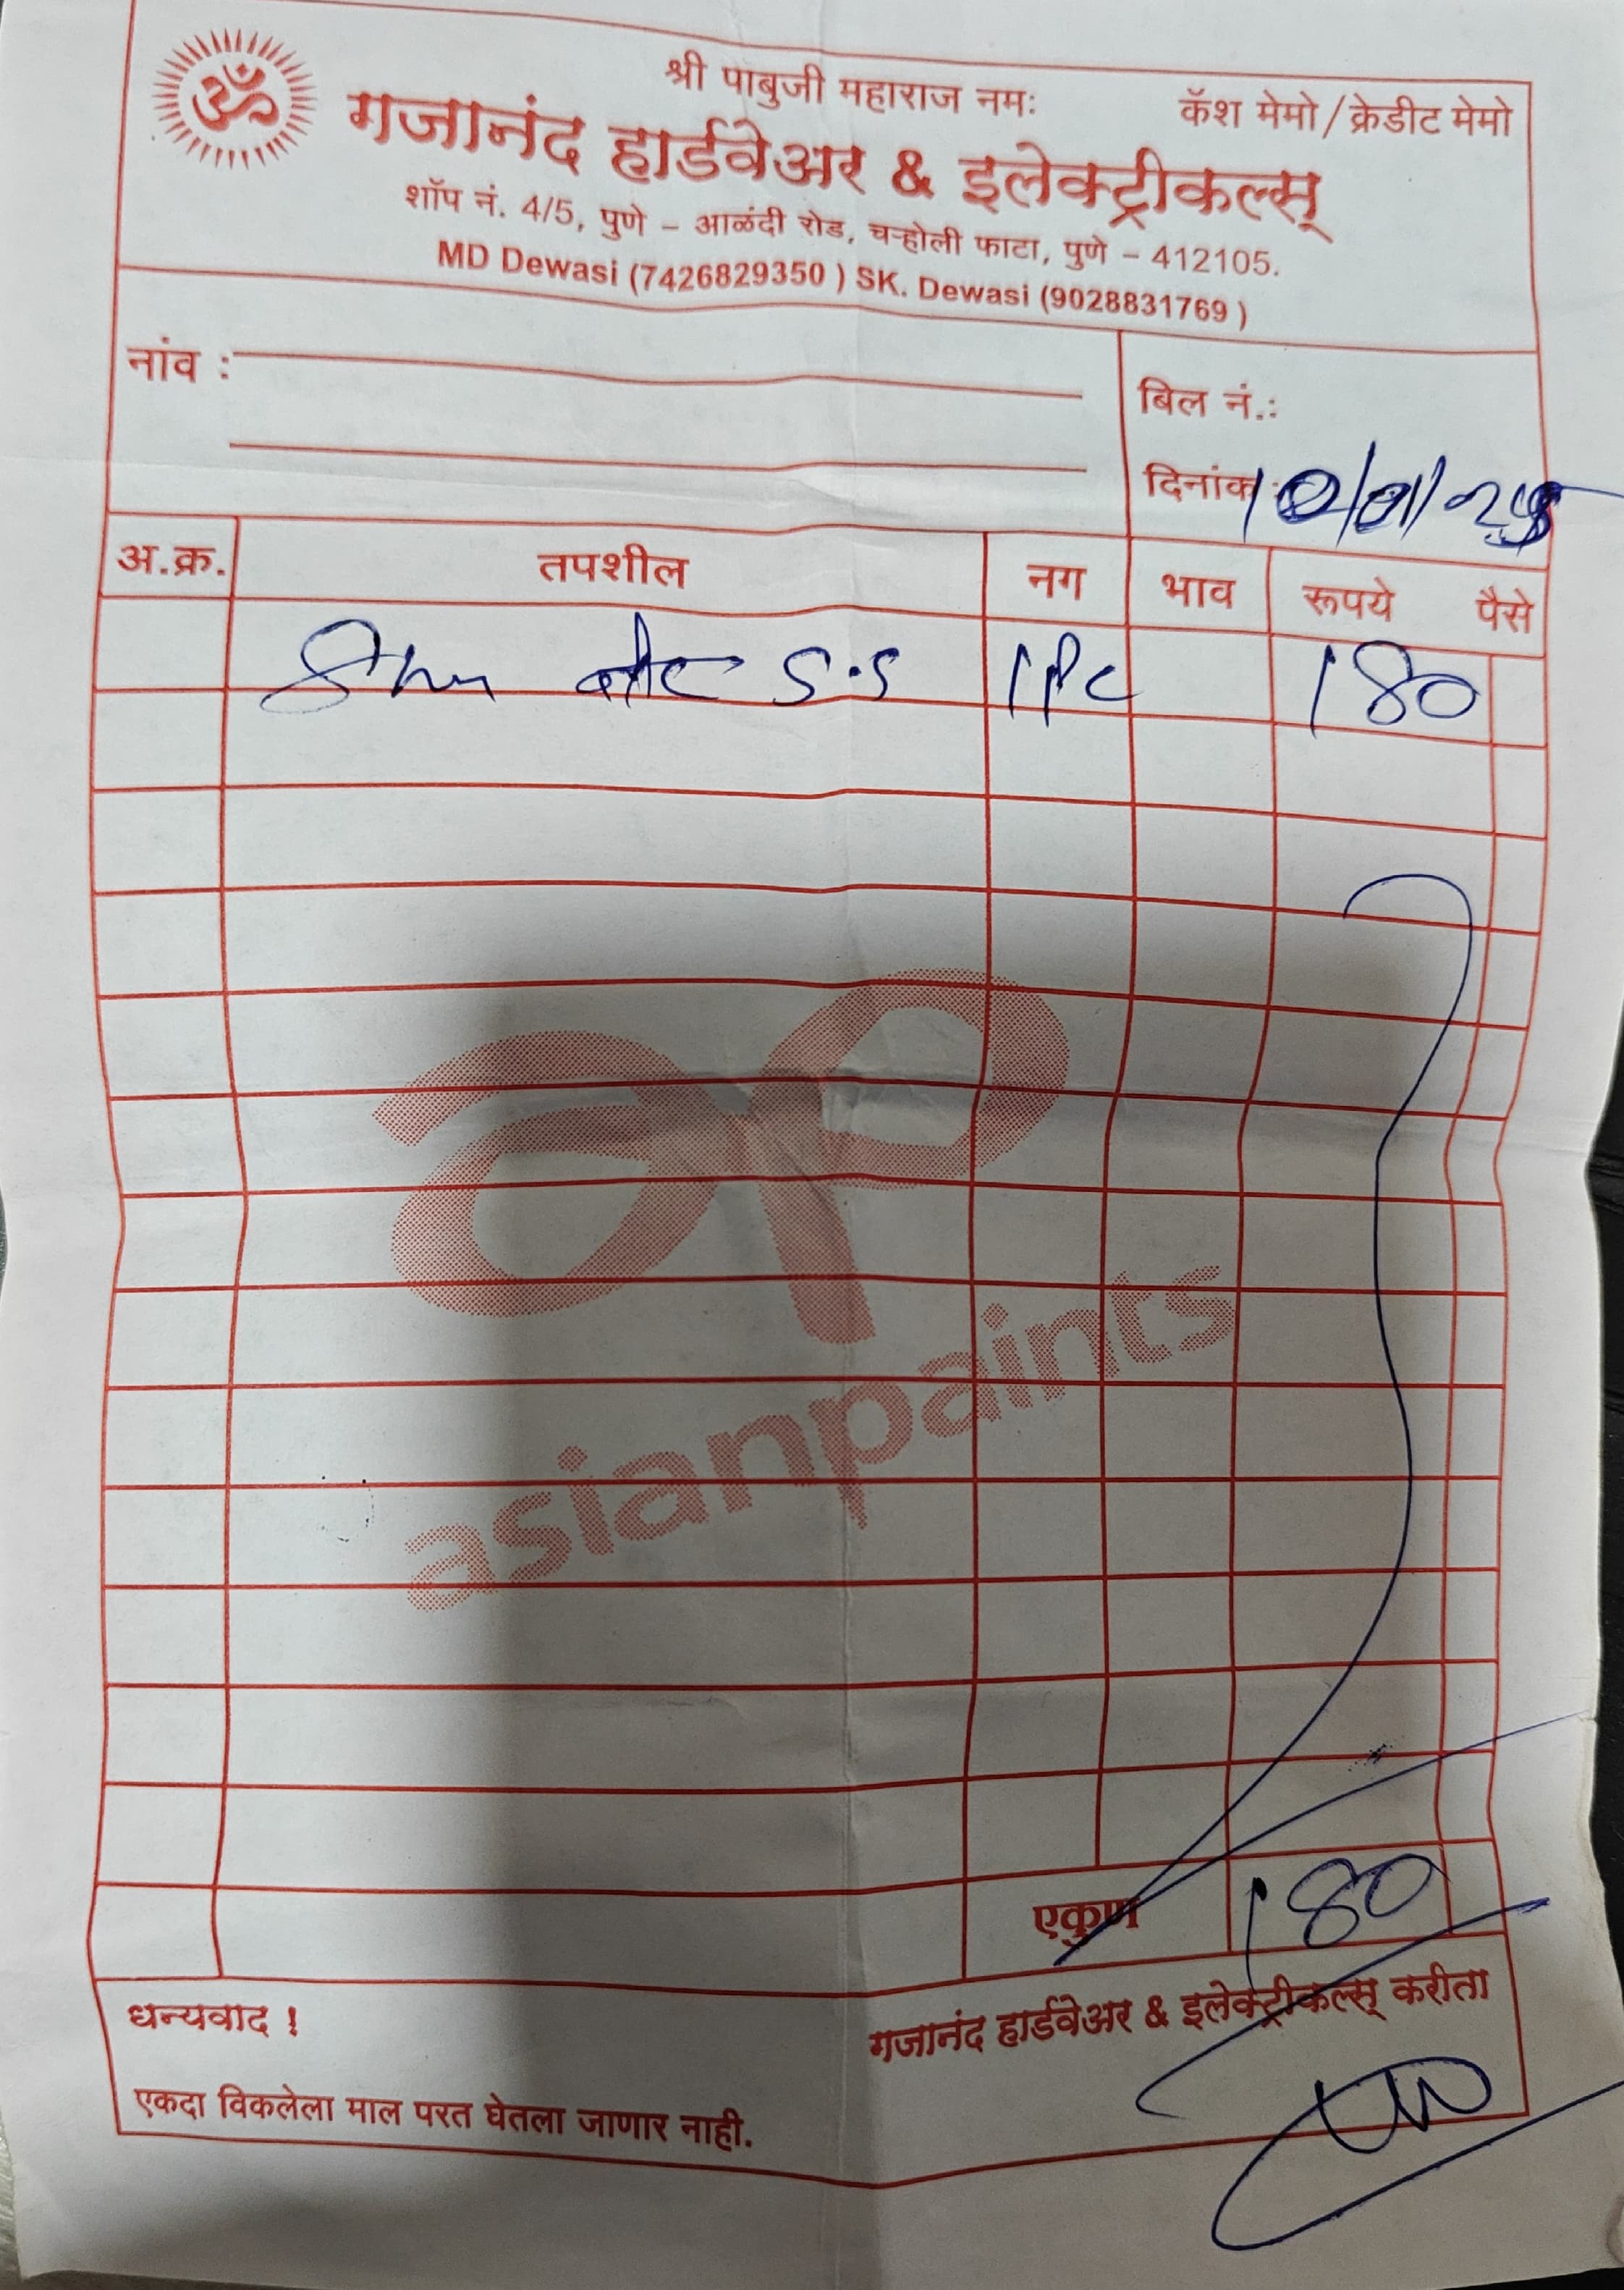 श्री पाबुजी महाराज नमः
कॅश मेमो/क्रेडीट मेमो
गजानंद हार्डवेअर & इलेक्ट्रीकल्स्
शॉप नं. 4/5, पुणे – आळंदी रोड, चऱ्होली फाटा, पुणे – 412105.
MD Dewasi (7426829350 ) SK. Dewasi (9028831769 )
नांव :
बिल नं.:
दिनांक :
अ.क्र. तपशील नग भाव रूपये पैसे
S.S 1PC 180
asianpaints
एकुण 180
धन्यवाद !
गजानंद हार्डवेअर & इलेक्ट्रीकल्स् करीता
एकदा विकलेला माल परत घेतला जाणार नाही.